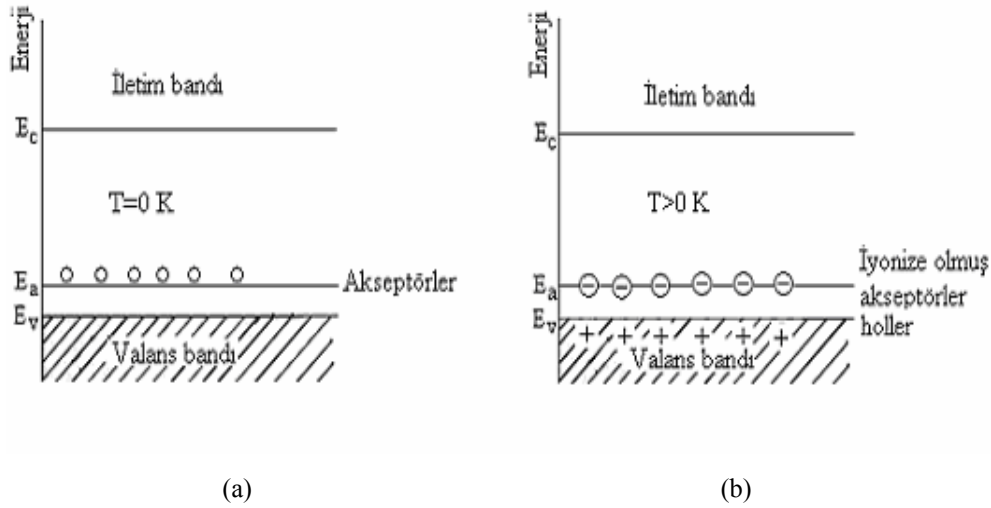 Enerji
İletim bandı
E_c
T=0 K
E_a
Akseptörler
E_v
Valans bandı
(a)
Enerji
İletim bandı
E_c
T>0 K
E_a
İyonize olmuş
akseptörler
holler
E_v
Valans bandı
(b)